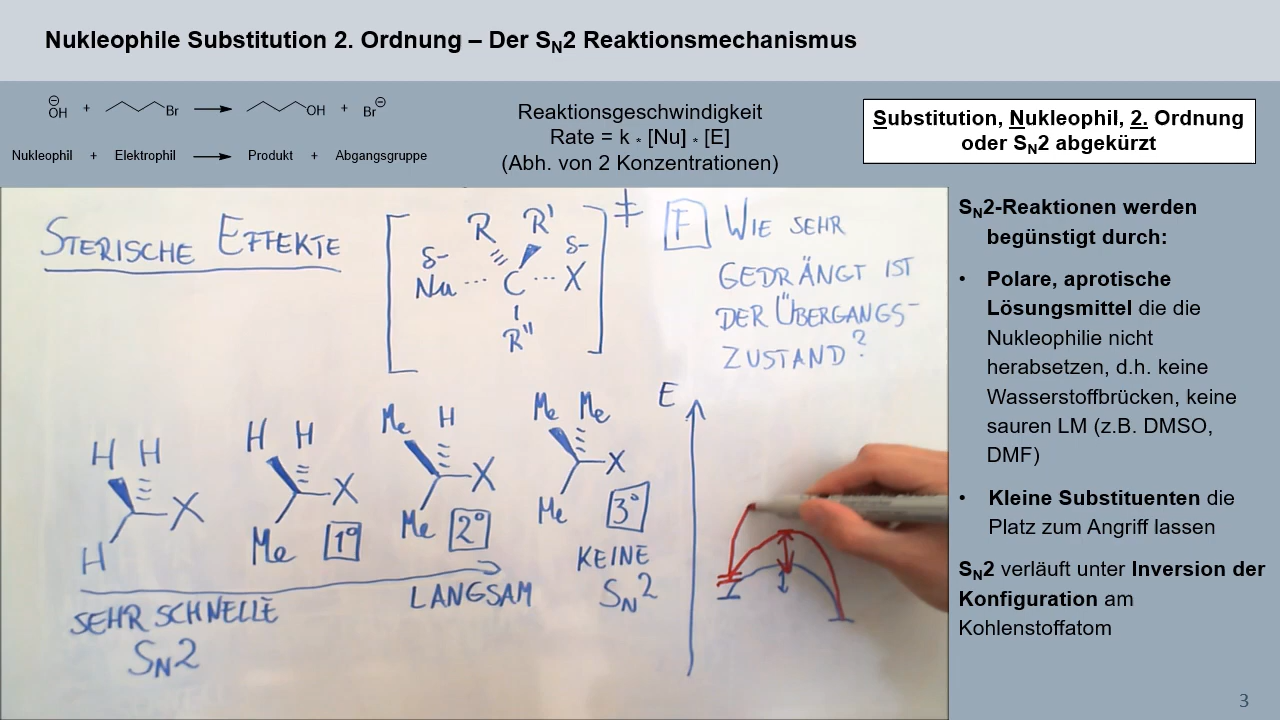 Nukleophile Substitution 2. Ordnung – Der SN2 Reaktionsmechanismus
⊖
OH + Br → OH + Br⊖
Nukleophil + Elektrophil → Produkt + Abgangsgruppe
Reaktionsgeschwindigkeit
Rate = k * [Nu] * [E]
(Abh. von 2 Konzentrationen)
Substitution, Nukleophil, 2. Ordnung
oder SN2 abgekürzt
STERISCHE EFFEKTE
R R' ‡
δ- δ-
Nu ··· C ··· X
R"
F WIE SEHR
GEDRÄNGT IST
DER ÜBERGANGS-
ZUSTAND?
H H
X
H
H H
X
Me 1°
Me H
X
Me 2°
Me Me
X
Me 3°
SEHR SCHNELLE
SN2
LANGSAM
KEINE
SN2
E
SN2-Reaktionen werden
begünstigt durch:
• Polare, aprotische
Lösungsmittel die die
Nukleophilie nicht
herabsetzen, d.h. keine
Wasserstoffbrücken, keine
sauren LM (z.B. DMSO,
DMF)
• Kleine Substituenten die
Platz zum Angriff lassen
SN2 verläuft unter Inversion der
Konfiguration am
Kohlenstoffatom
3